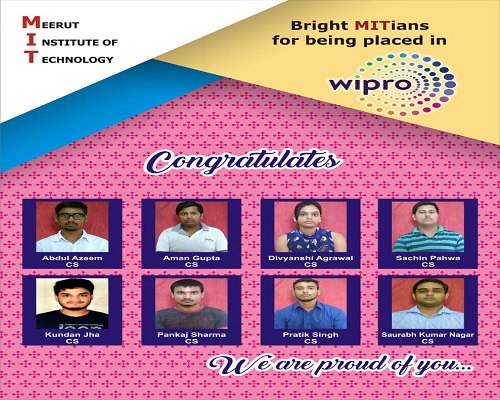 MEERUT
INSTITUTE OF
TECHNOLOGY
Bright MITians
for being placed in
wipro
Congratulates
Abdul Azeem
CS
Aman Gupta
CS
Divyanshi Agrawal
CS
Sachin Pahwa
CS
Kundan Jha
CS
Pankaj Sharma
CS
Pratik Singh
CS
Saurabh Kumar Nagar
CS
We are proud of you...